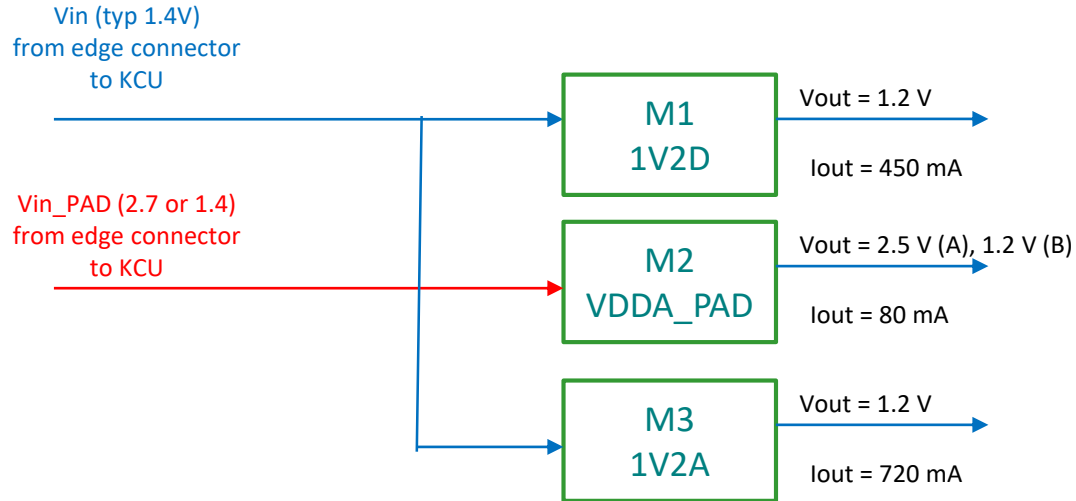 Vin (typ 1.4V)
from edge connector
to KCU
M1
1V2D
Vout = 1.2 V
Iout = 450 mA
Vin_PAD (2.7 or 1.4)
from edge connector
to KCU
M2
VDDA_PAD
Vout = 2.5 V (A), 1.2 V (B)
Iout = 80 mA
M3
1V2A
Vout = 1.2 V
Iout = 720 mA